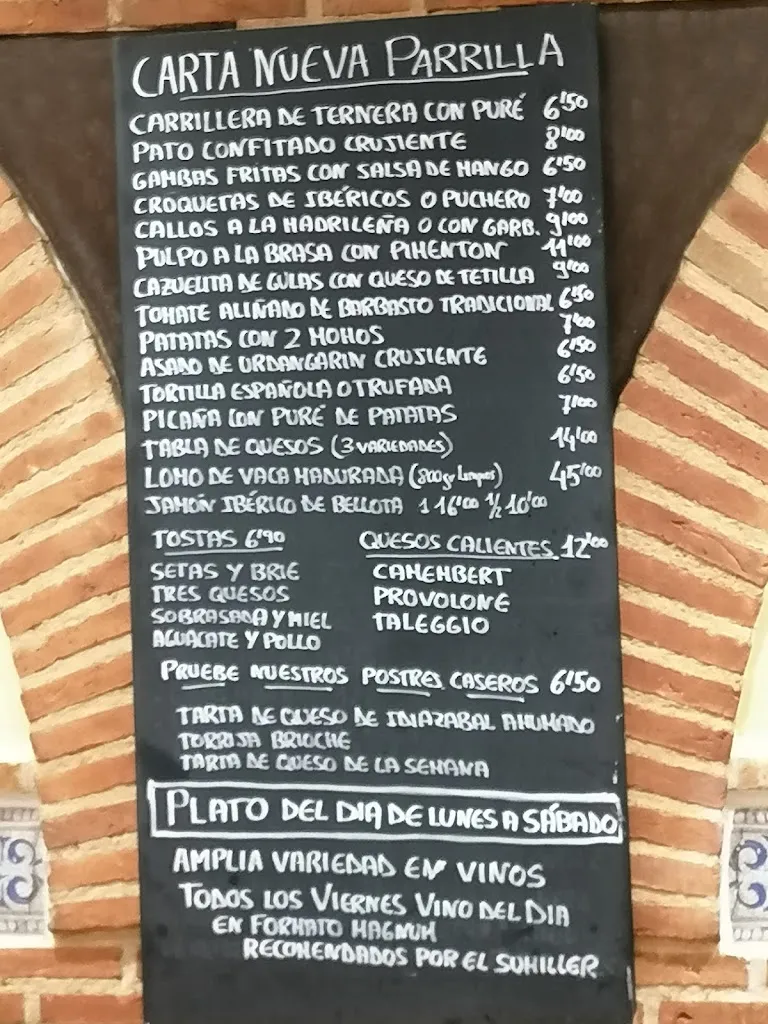 CARTA NUEVA PARRILLA
CARRILLERA DE TERNERA CON PURÉ 6'50
PATO CONFITADO CRUJIENTE 8'00
GAMBAS FRITAS CON SALSA DE MANGO 6'50
CROQUETAS DE IBÉRICOS O PUCHERO 7'00
CALLOS A LA MADRILEÑA O CON GARB. 9'00
PULPO A LA BRASA CON PIMENTON 11'00
CAZUELITA DE GULAS CON QUESO DE TETILLA 9'00
TOMATE ALIÑADO DE BARBASTO TRADICIONAL 6'50
PATATAS CON 2 MOHOS 7'00
ASADO DE URDANGARIN CRUJIENTE 6'50
TORTILLA ESPAÑOLA O TRUFADA 6'50
PICAÑA CON PURÉ DE PATATAS 7'00
TABLA DE QUESOS (3 VARIEDADES) 14'00
LOMO DE VACA MADURADA (800gr limpios) 45'00
JAMÓN IBÉRICO DE BELLOTA 1 16'00 1/2 10'00
TOSTAS 6'90
SETAS Y BRIE
TRES QUESOS
SOBRASADA Y MIEL
AGUACATE Y POLLO
QUESOS CALIENTES 12'00
CAMEMBERT
PROVOLONE
TALEGGIO
PRUEBE NUESTROS POSTRES CASEROS 6'50
TARTA DE QUESO DE IDIAZABAL AHUMADO
TORRIJA BRIOCHE
TARTA DE QUESO DE LA SEMANA
PLATO DEL DIA DE LUNES A SÁBADO
AMPLIA VARIEDAD EN VINOS
TODOS LOS VIERNES VINO DEL DIA
EN FORMATO MAGNUM
RECOMENDADOS POR EL SUMILLER